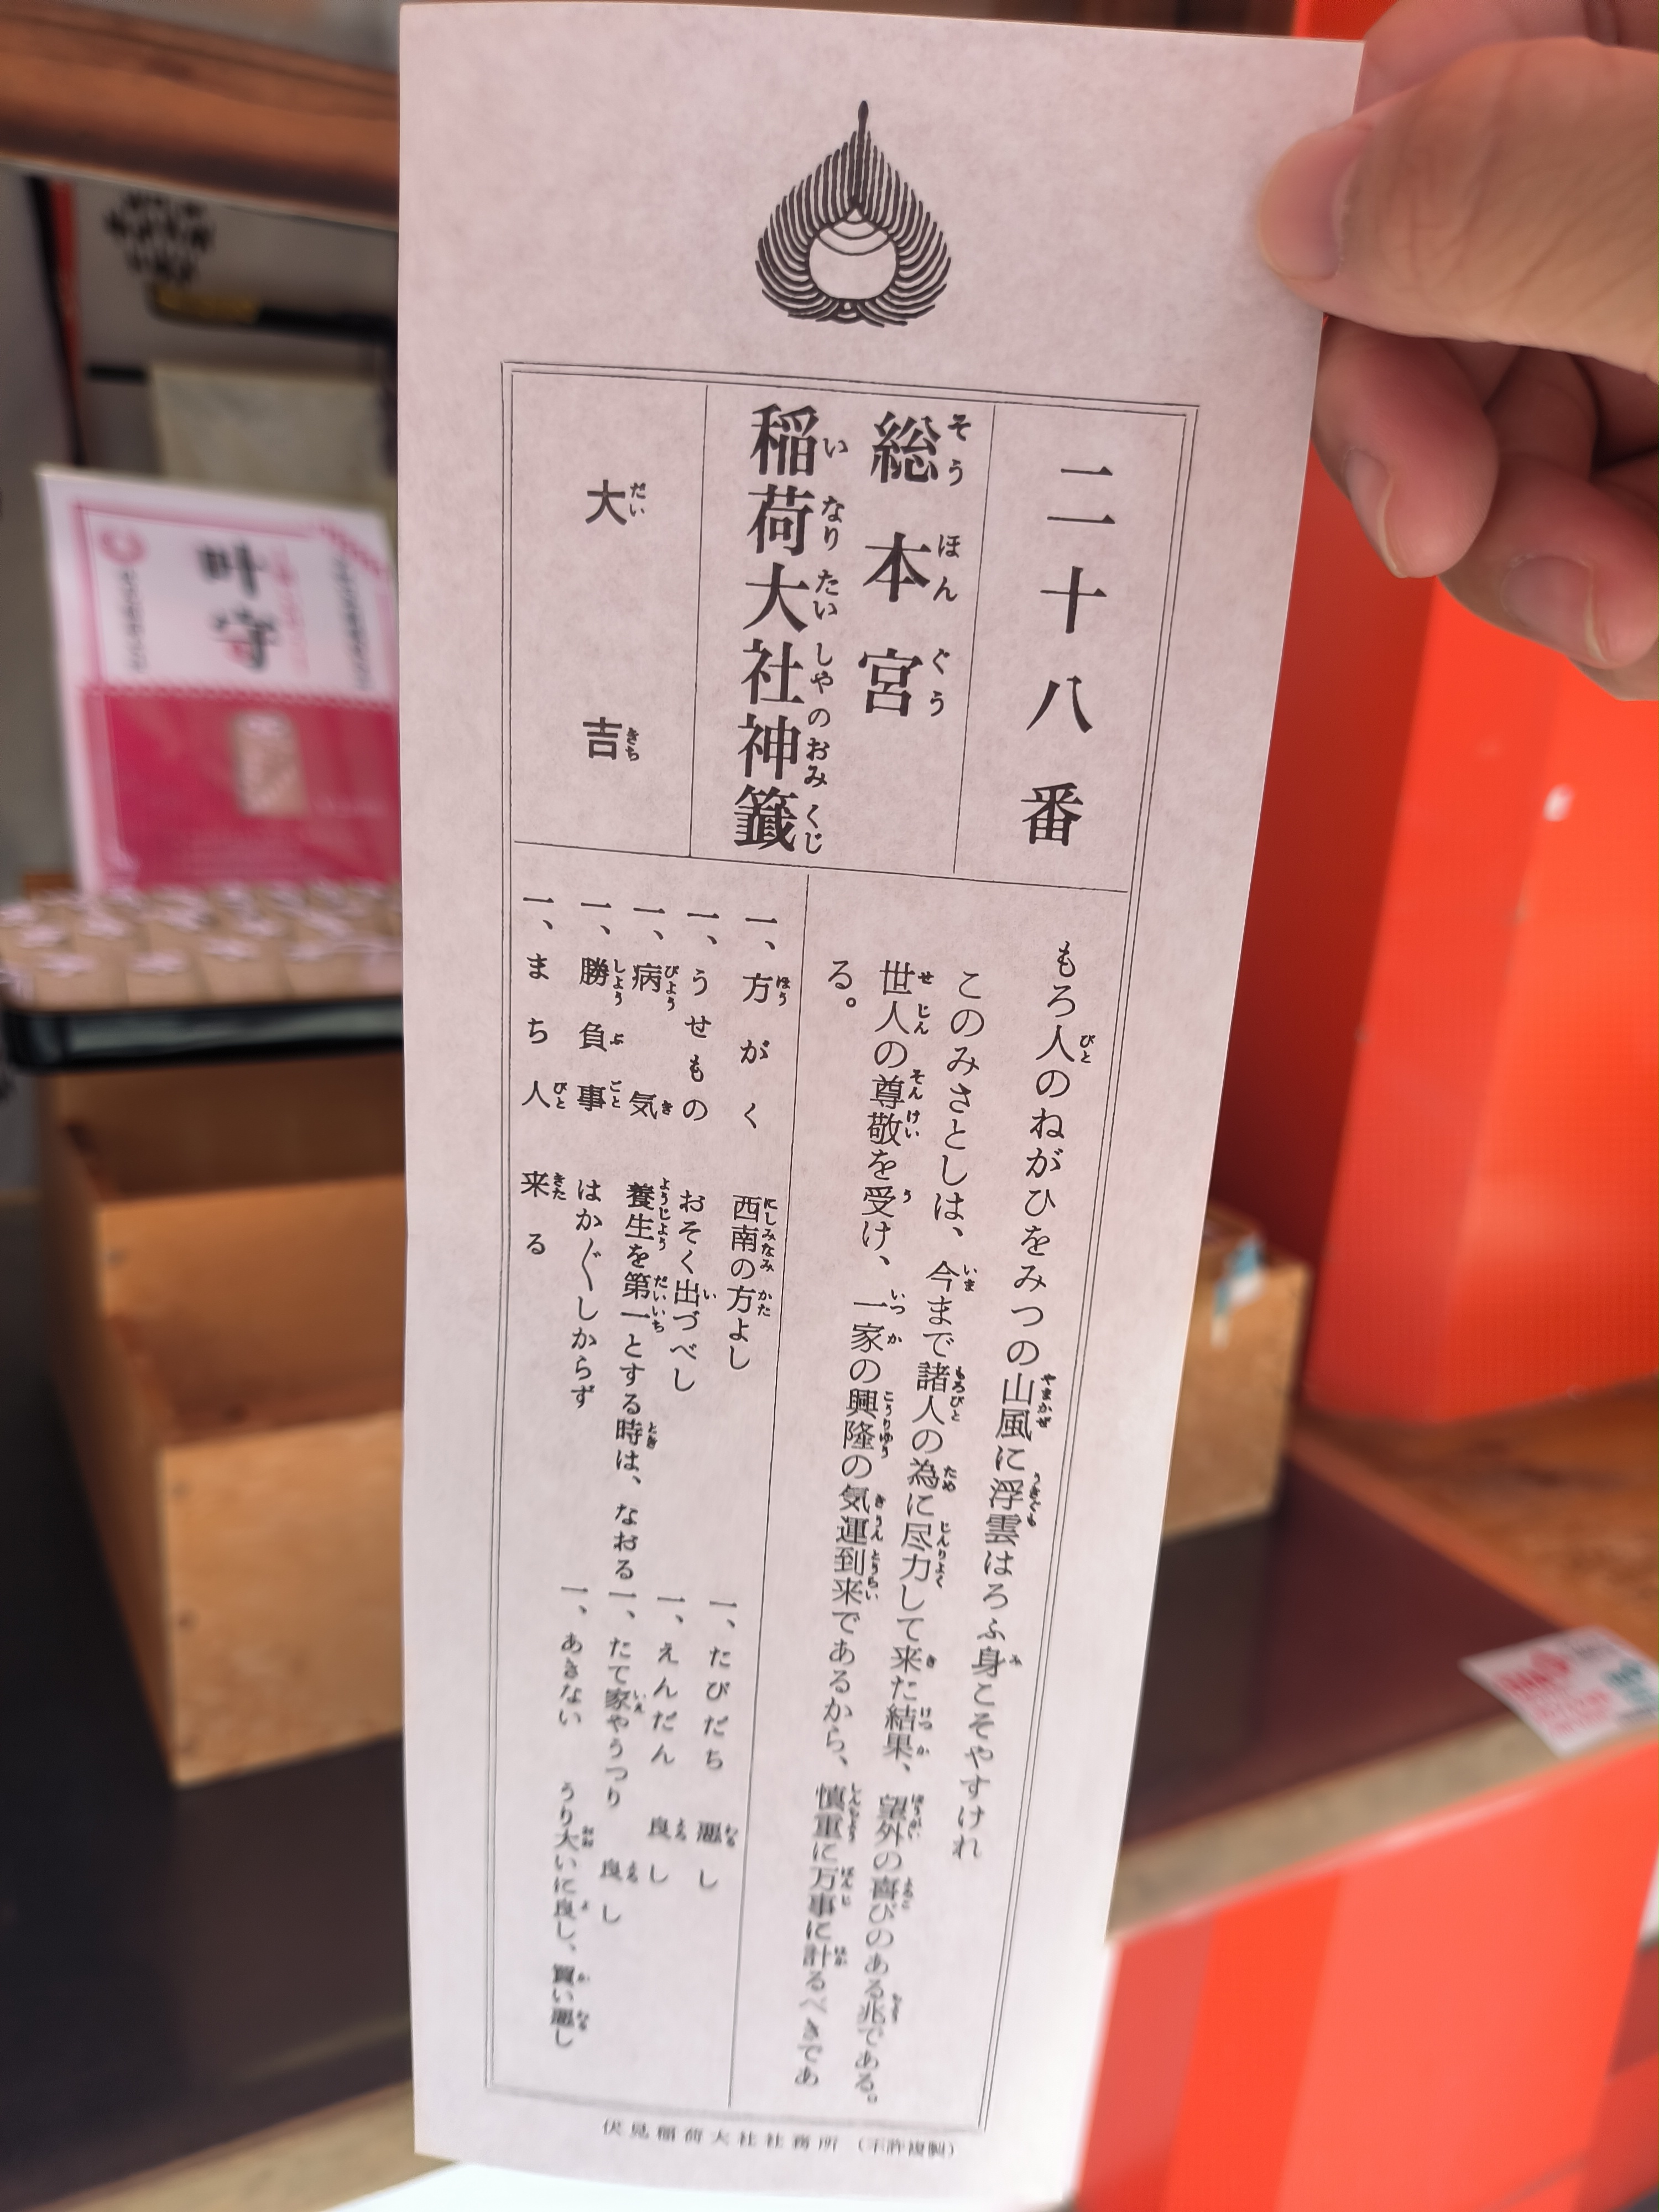 二十八番
総本宮
稲荷大社神籤
大吉
もろ人のねがひをみつの山風に浮雲はろふ身こそやすけれ
このみさとしは、今まで諸人の為に尽力して来た結果、望外の喜びのある兆である。
世人の尊敬を受け、一家の興隆の気運到来であるから、慎重に万事に計るべきであ
る。
一、方がく 西南の方よし
一、うせもの おそく出づべし
一、病気 養生を第一とする時は、なおる
一、勝負事 はか〲しからず
一、まち人 来る
一、たびだち 悪し
一、えんだん 良し
一、たて家やうつり 良し
一、あきない うり大いに良し、買い悪し
伏見稲荷大社社務所 (不許複製)
叶守